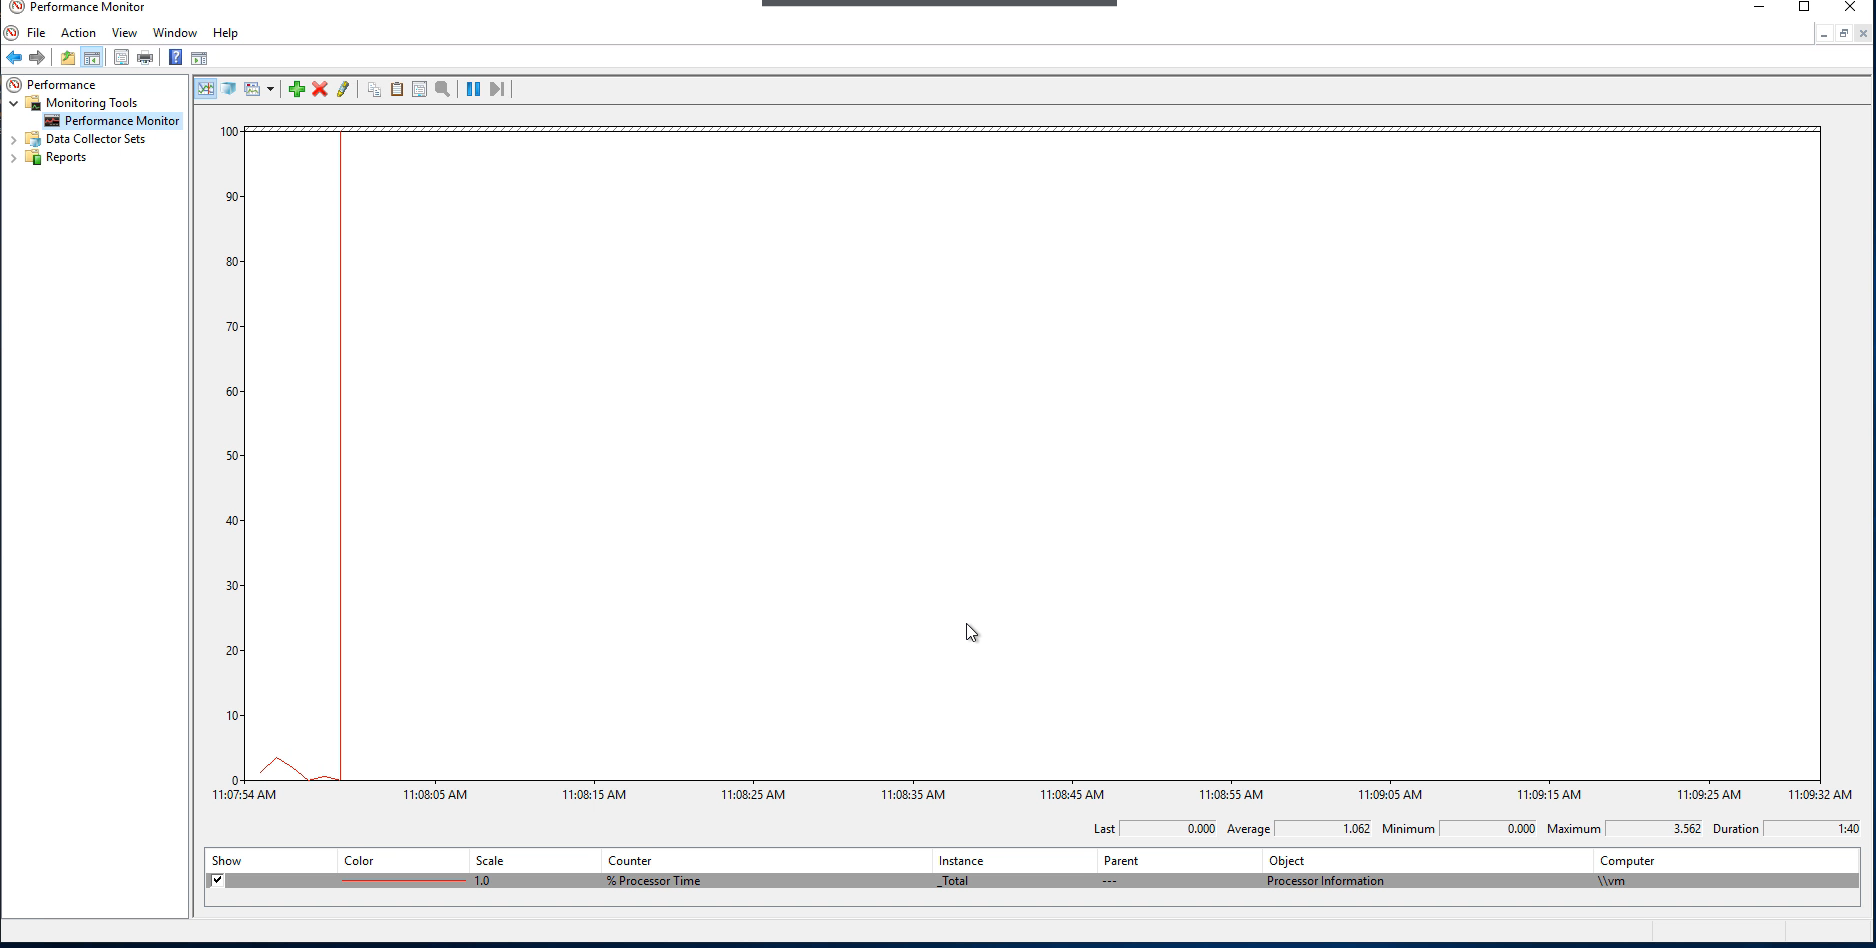 Performance Monitor
File Action View Window Help
Performance
Monitoring Tools
Performance Monitor
Data Collector Sets
Reports
100
90
80
70
60
50
40
30
20
10
0
11:07:54 AM 11:08:05 AM 11:08:15 AM 11:08:25 AM 11:08:35 AM 11:08:45 AM 11:08:55 AM 11:09:05 AM 11:09:15 AM 11:09:25 AM 11:09:32 AM
Last 0.000 Average 1.062 Minimum 0.000 Maximum 3.562 Duration 1:40
Show Color Scale Counter Instance Parent Object Computer
1.0 % Processor Time _Total --- Processor Information \\vm